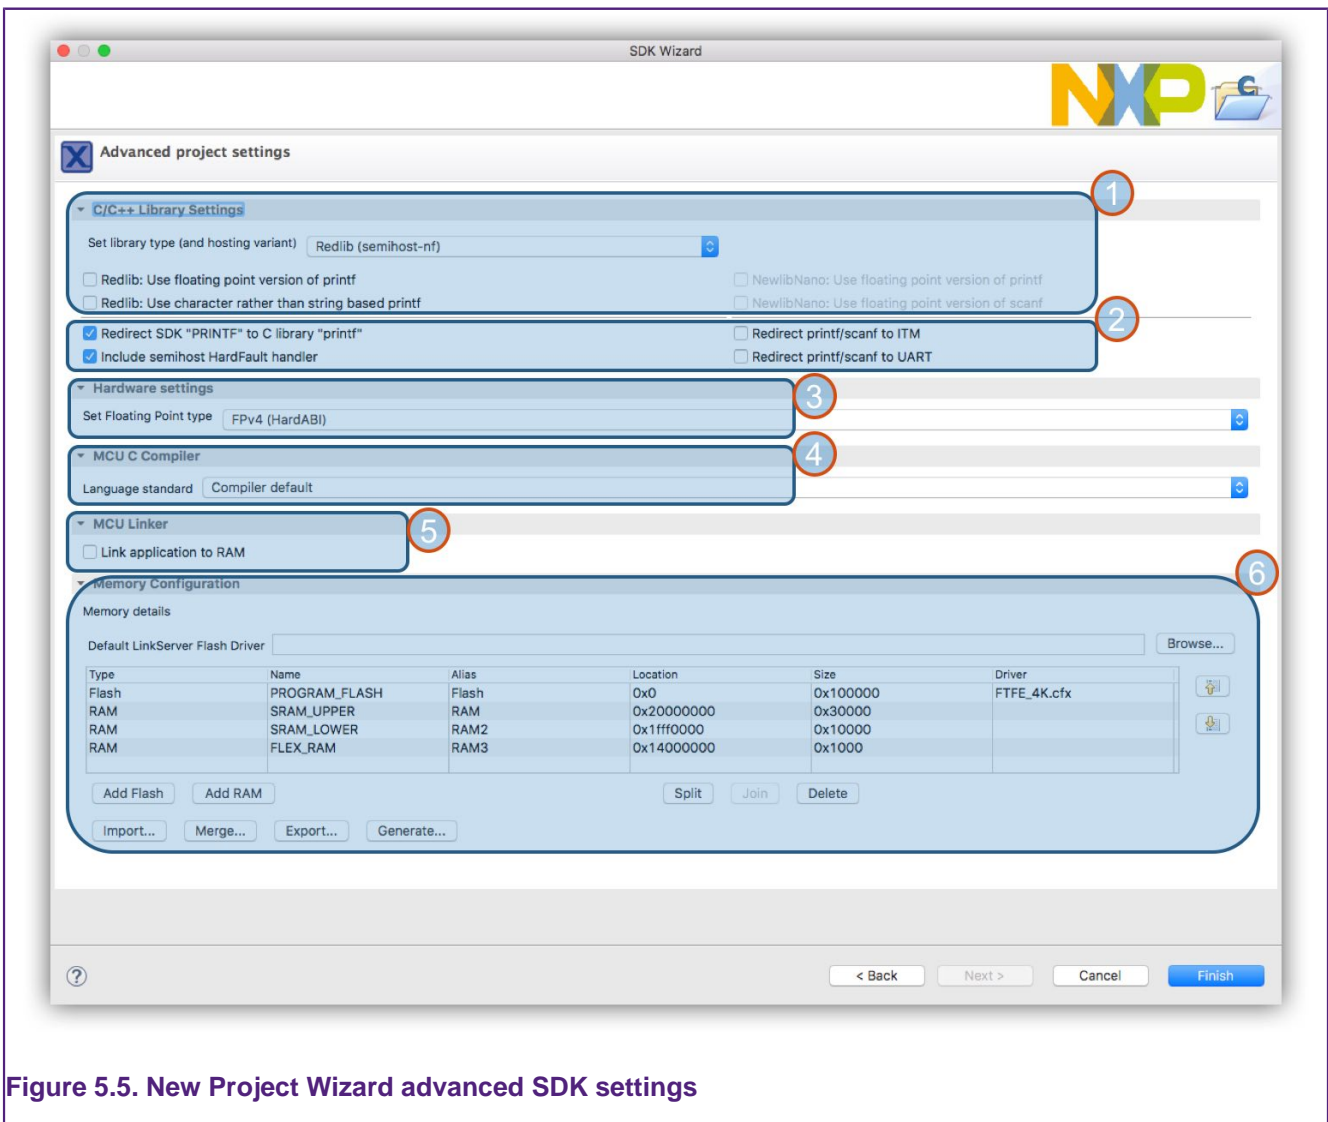 SDK Wizard
NXP C
Advanced project settings
1
C/C++ Library Settings
Set library type (and hosting variant) Redlib (semihost-nf)
Redlib: Use floating point version of printf NewlibNano: Use floating point version of printf
Redlib: Use character rather than string based printf NewlibNano: Use floating point version of scanf
2
Redirect SDK "PRINTF" to C library "printf" Redirect printf/scanf to ITM
Include semihost HardFault handler Redirect printf/scanf to UART
Hardware settings 3
Set Floating Point type FPv4 (HardABI)
MCU C Compiler 4
Language standard Compiler default
MCU Linker 5
Link application to RAM
Memory Configuration 6
Memory details
Default LinkServer Flash Driver Browse...
Type Name Alias Location Size Driver
Flash PROGRAM_FLASH Flash 0x0 0x100000 FTFE_4K.cfx
RAM SRAM_UPPER RAM 0x20000000 0x30000
RAM SRAM_LOWER RAM2 0x1fff0000 0x10000
RAM FLEX_RAM RAM3 0x14000000 0x1000
Add Flash Add RAM Split Join Delete
Import... Merge... Export... Generate...
? < Back Next > Cancel Finish
Figure 5.5. New Project Wizard advanced SDK settings